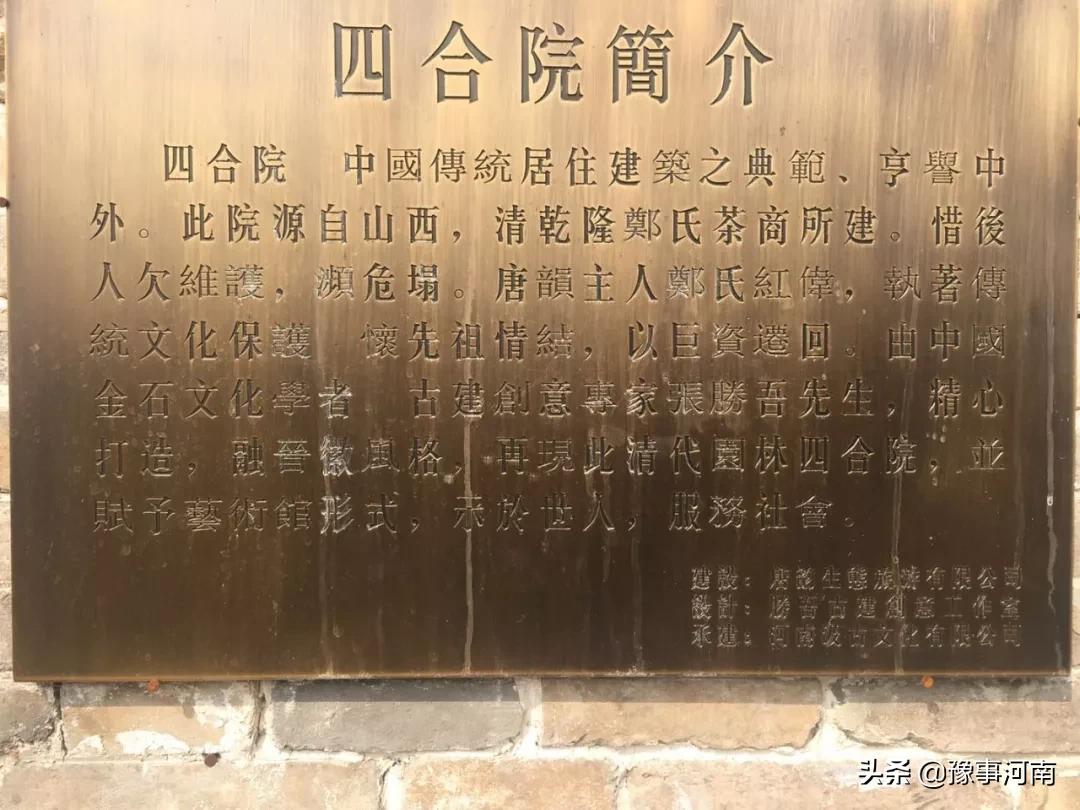 四合院簡介
四合院 中國傳統居住建築之典範、亨譽中
外。此院源自山西，清乾隆鄭氏茶商所建。惜後
人欠維護，瀕危塌。唐韻主人鄭氏紅偉，執著傳
統文化保護 懷先祖情結，以巨資遷回。由中國
金石文化學者 古建創意專家張勝吾先生，精心
打造，融晉徽風格，再現此清代園林四合院，並
賦予藝術館形式，示於世人，服務社會。
建設：唐韻生態旅游有限公司
設計：勝吾古建創意工作室
承建：河南汲古文化有限公司
头条 @豫事河南